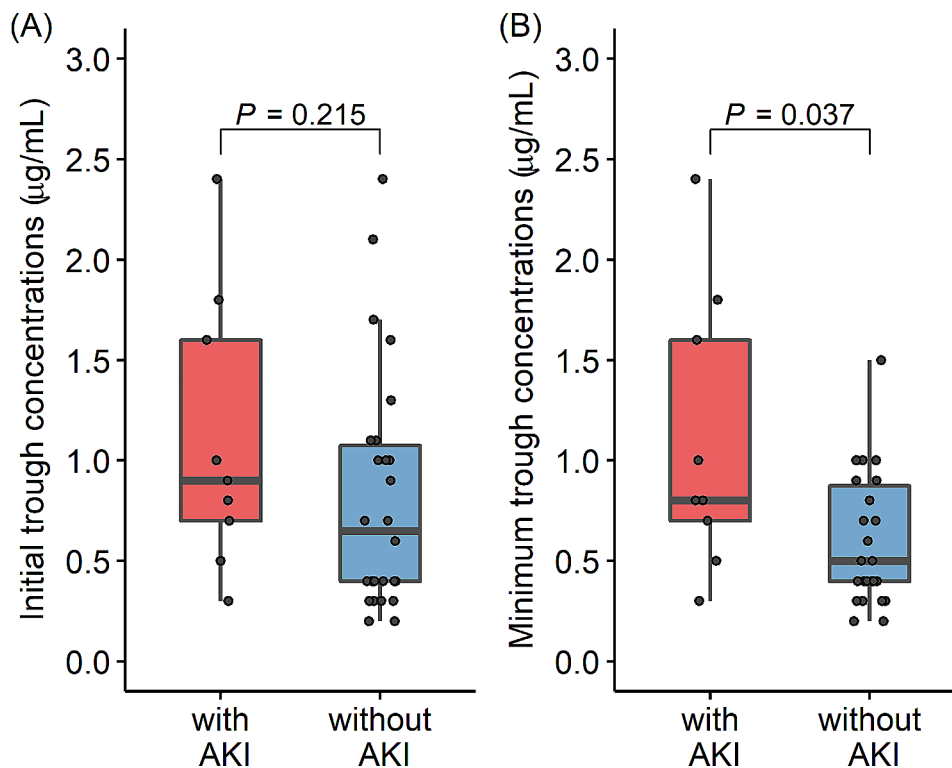 (A)
Initial trough concentrations (μg/mL)
3.0
2.5
2.0
1.5
1.0
0.5
0.0
P = 0.215
with
AKI
without
AKI
(B)
Minimum trough concentrations (μg/mL)
3.0
2.5
2.0
1.5
1.0
0.5
0.0
P = 0.037
with
AKI
without
AKI